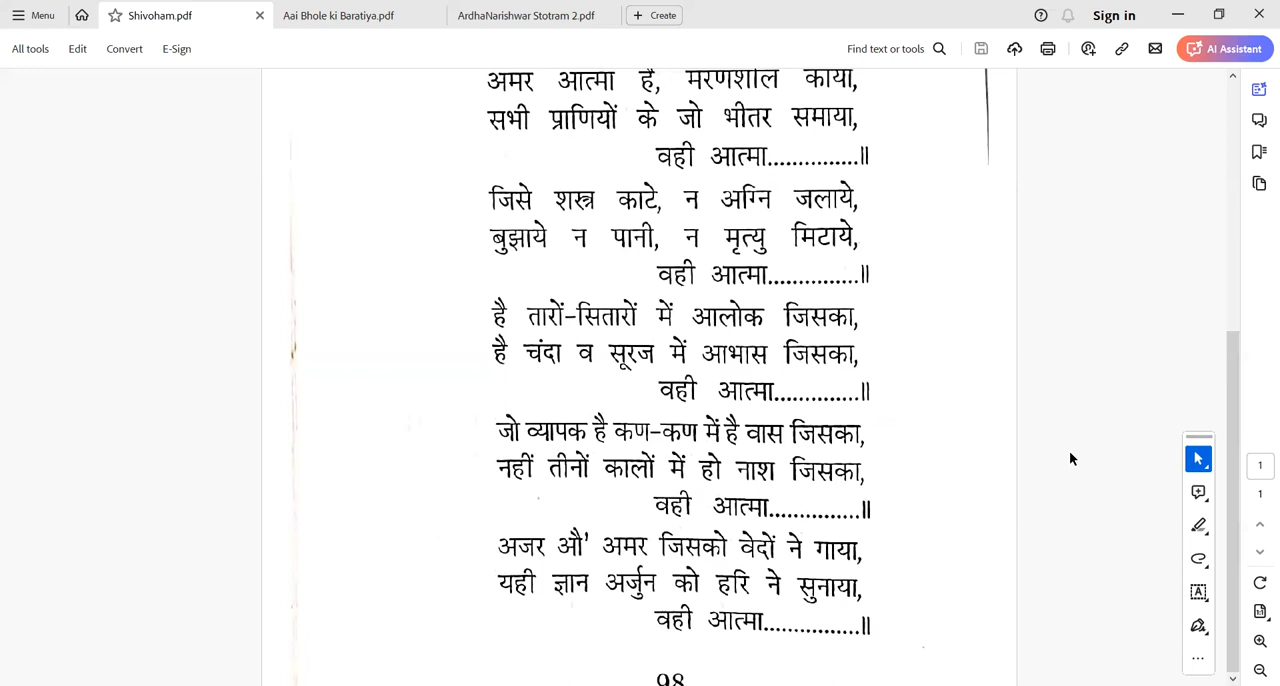 Menu
Shivoham.pdf
Aai Bhole ki Baratiya.pdf
ArdhaNarishwar Stotram 2.pdf
Create
Sign in
All tools
Edit
Convert
E-Sign
Find text or tools
AI Assistant
अमर आत्मा है, मरणशील काया,
सभी प्राणियों के जो भीतर समाया,
वही आत्मा...............॥
जिसे शस्त्र काटे, न अग्नि जलाये,
बुझाये न पानी, न मृत्यु मिटाये,
वही आत्मा...............॥
है तारों-सितारों में आलोक जिसका,
है चंदा व सूरज में आभास जिसका,
वही आत्मा..............॥
जो व्यापक है कण-कण में है वास जिसका,
नहीं तीनों कालों में हो नाश जिसका,
वही आत्मा...............॥
अजर औ' अमर जिसको वेदों ने गाया,
यही ज्ञान अर्जुन को हरि ने सुनाया,
वही आत्मा................॥
98
1
1